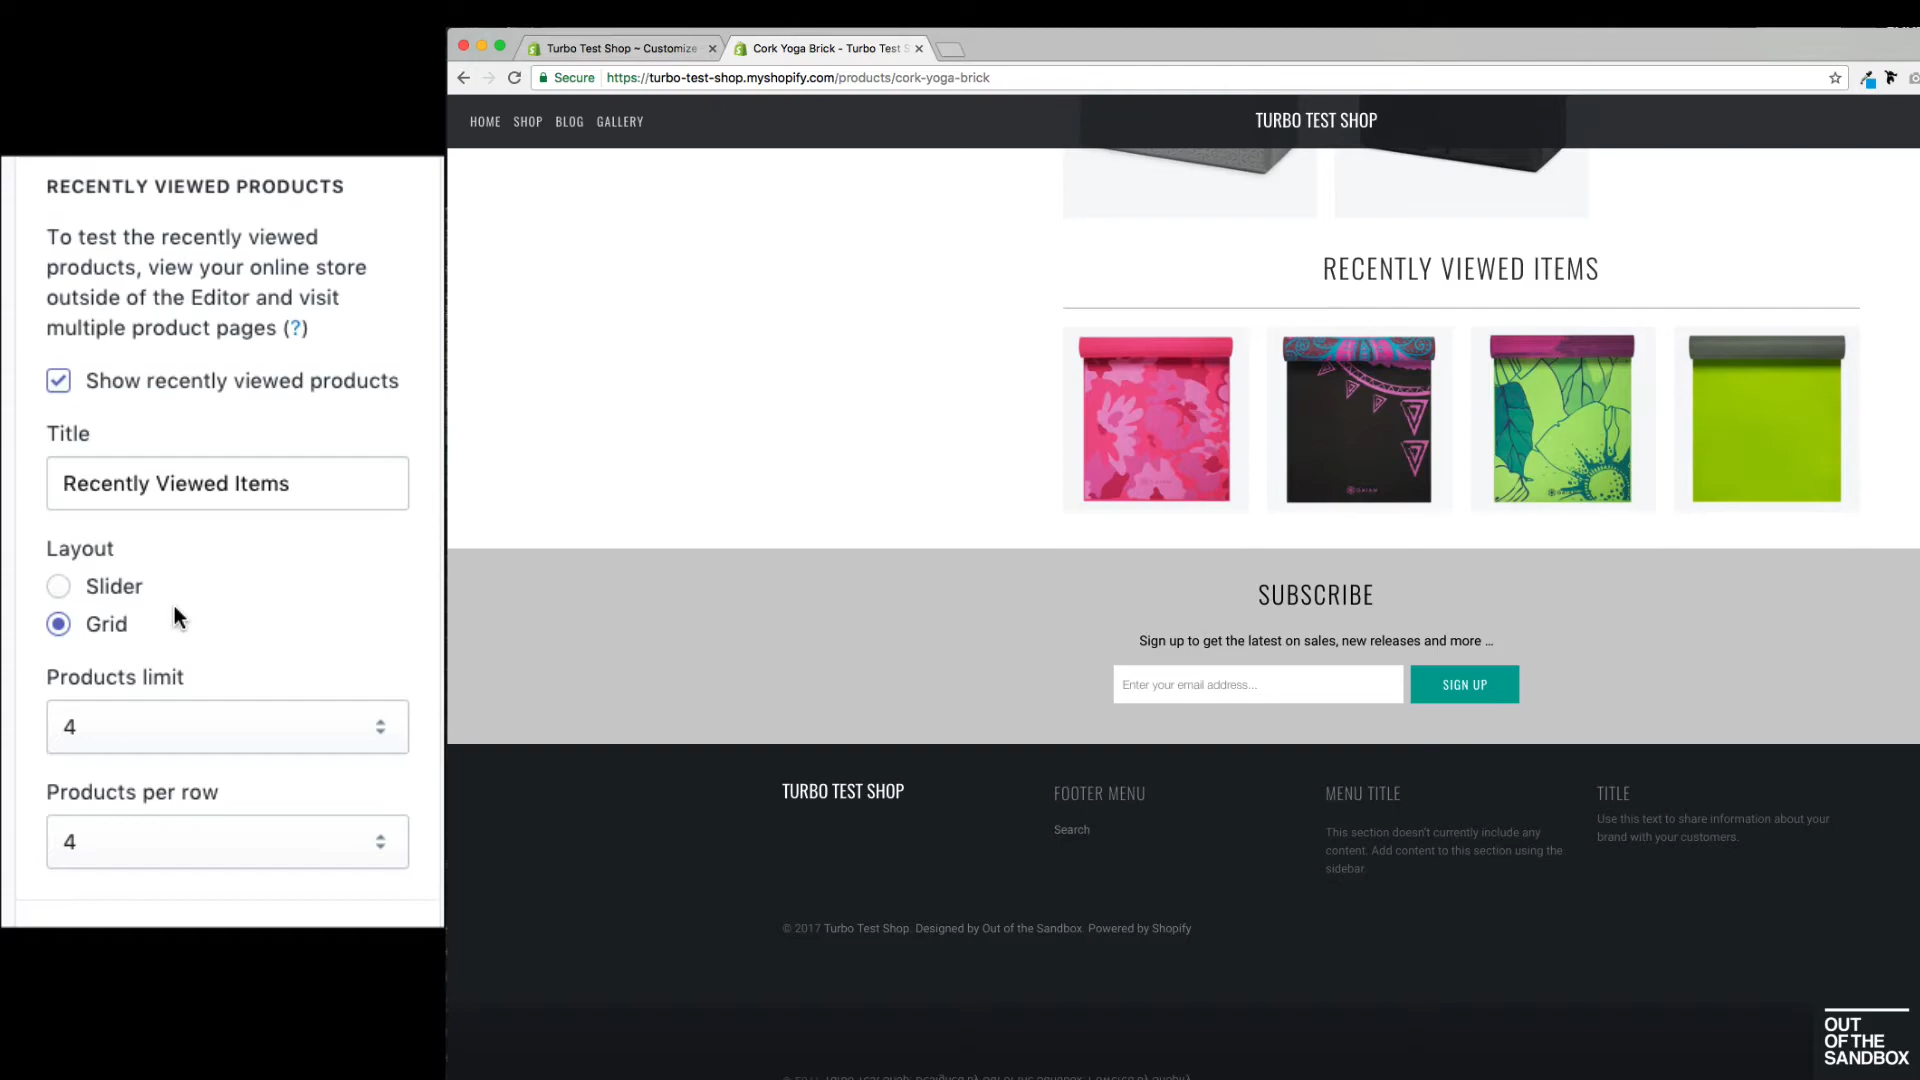 Turbo Test Shop ~ Customize
Cork Yoga Brick - Turbo Test S
Secure
https://turbo-test-shop.myshopify.com/products/cork-yoga-brick
HOME SHOP BLOG GALLERY
TURBO TEST SHOP
RECENTLY VIEWED PRODUCTS
To test the recently viewed
products, view your online store
outside of the Editor and visit
multiple product pages (?)
Show recently viewed products
Title
Recently Viewed Items
Layout
Slider
Grid
Products limit
4
Products per row
4
RECENTLY VIEWED ITEMS
GAIAM
GAIAM
SUBSCRIBE
Sign up to get the latest on sales, new releases and more ...
Enter your email address...
SIGN UP
TURBO TEST SHOP
FOOTER MENU
Search
MENU TITLE
This section doesn't currently include any
content. Add content to this section using the
sidebar.
TITLE
Use this text to share information about your
brand with your customers.
© 2017 Turbo Test Shop. Designed by Out of the Sandbox. Powered by Shopify
OUT
OF THE
SANDBOX